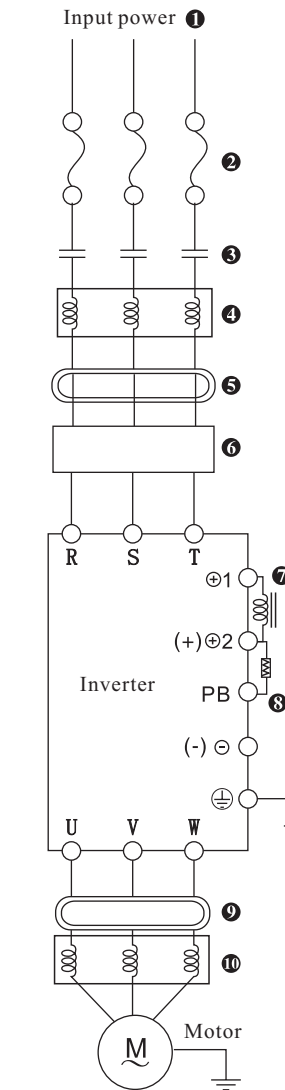 Input power ❶
❷
❸
❹
❺
❻
R S T
⊕1 ❼
(+)⊕2
Inverter
PB ❽
(-) ⊖
U V W
❾
❿
Motor
M
~